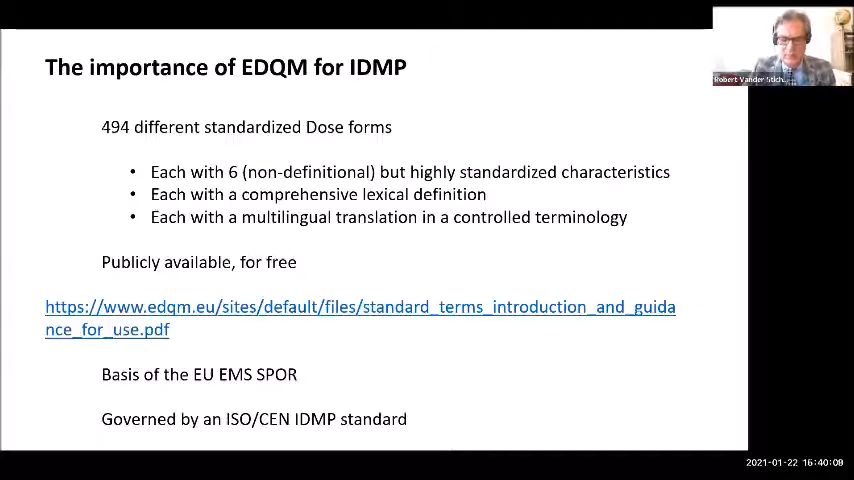 The importance of EDQM for IDMP
Robert Vander Stich...
494 different standardized Dose forms
• Each with 6 (non-definitional) but highly standardized characteristics
• Each with a comprehensive lexical definition
• Each with a multilingual translation in a controlled terminology
Publicly available, for free
https://www.edqm.eu/sites/default/files/standard_terms_introduction_and_guida
nce_for_use.pdf
Basis of the EU EMS SPOR
Governed by an ISO/CEN IDMP standard
2021-01-22 16:40:08